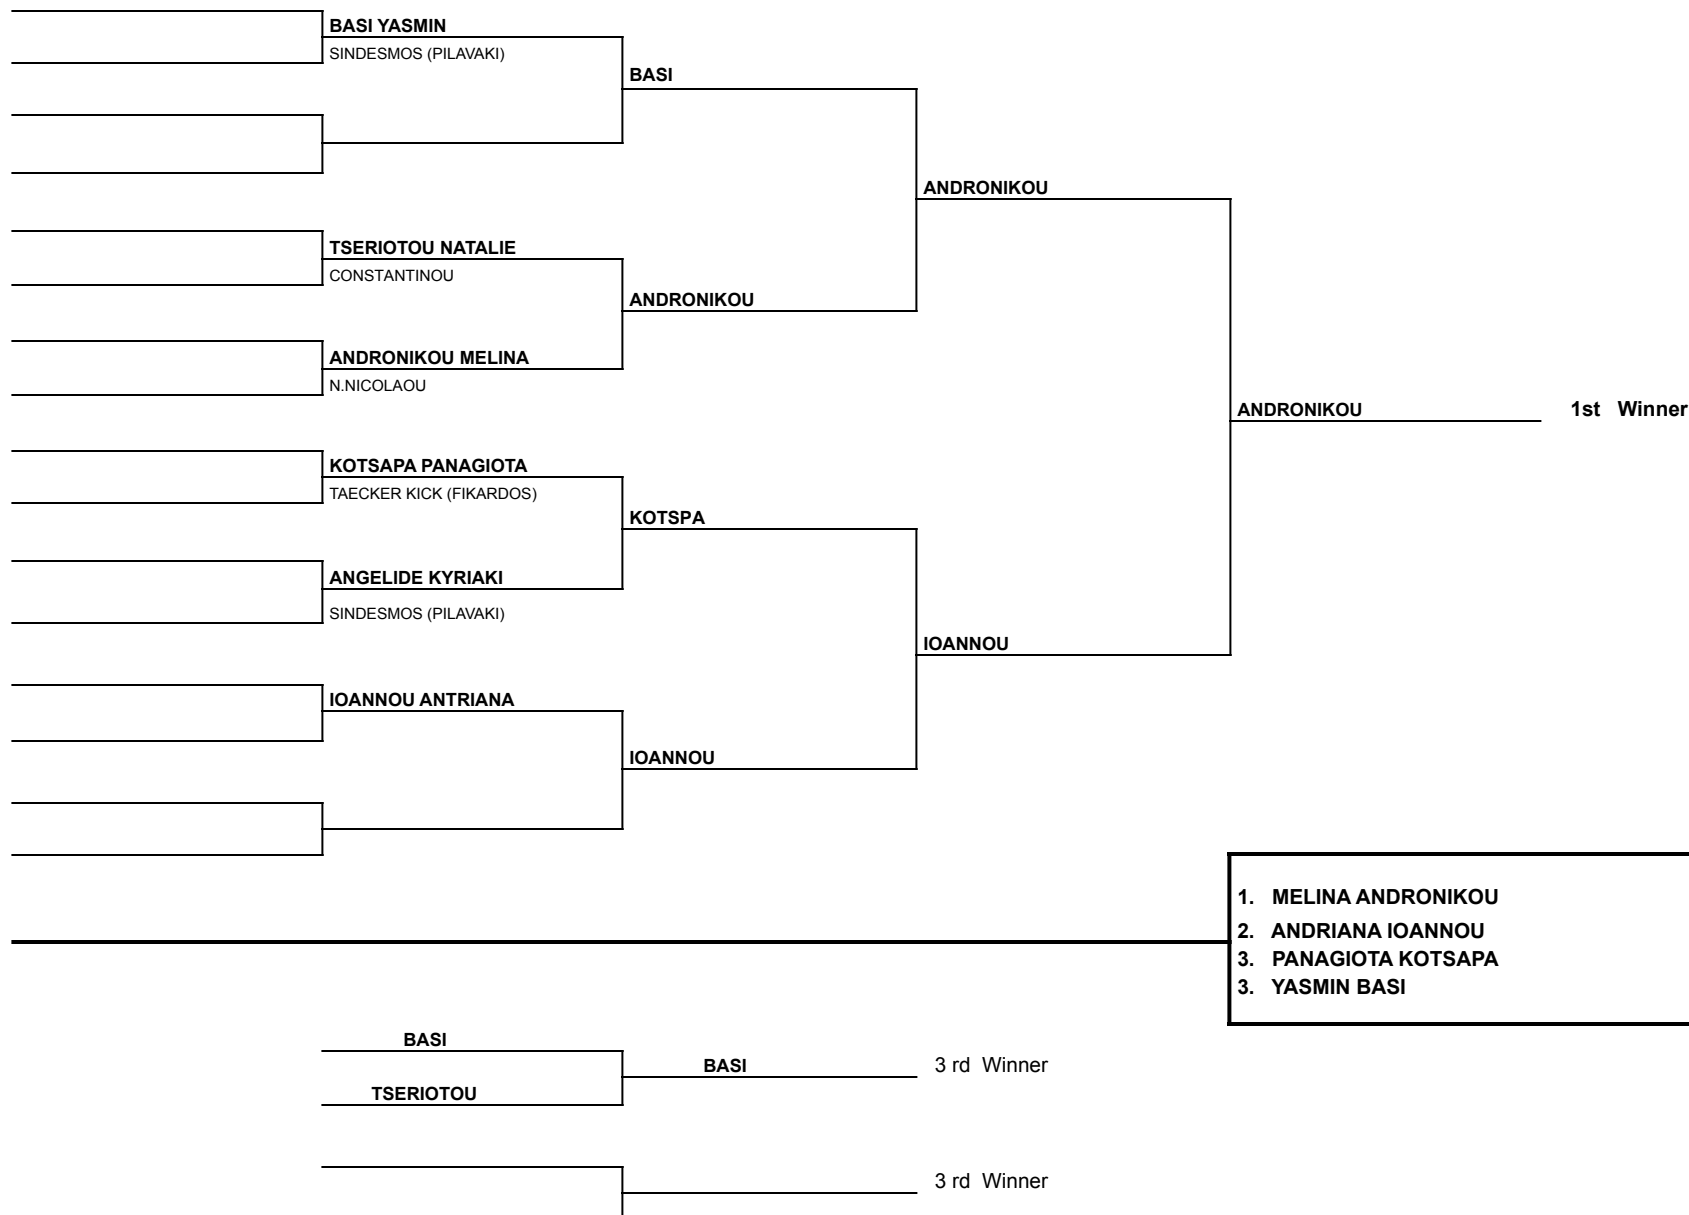 BASI YASMIN
SINDESMOS (PILAVAKI)
BASI
ANDRONIKOU
TSERIOTOU NATALIE
CONSTANTINOU
ANDRONIKOU
ANDRONIKOU MELINA
N.NICOLAOU
ANDRONIKOU
1st Winner
KOTSAPA PANAGIOTA
TAECKER KICK (FIKARDOS)
KOTSPA
ANGELIDE KYRIAKI
SINDESMOS (PILAVAKI)
IOANNOU
IOANNOU ANTRIANA
IOANNOU
1. MELINA ANDRONIKOU
2. ANDRIANA IOANNOU
3. PANAGIOTA KOTSAPA
3. YASMIN BASI
BASI
BASI
3 rd Winner
TSERIOTOU
3 rd Winner